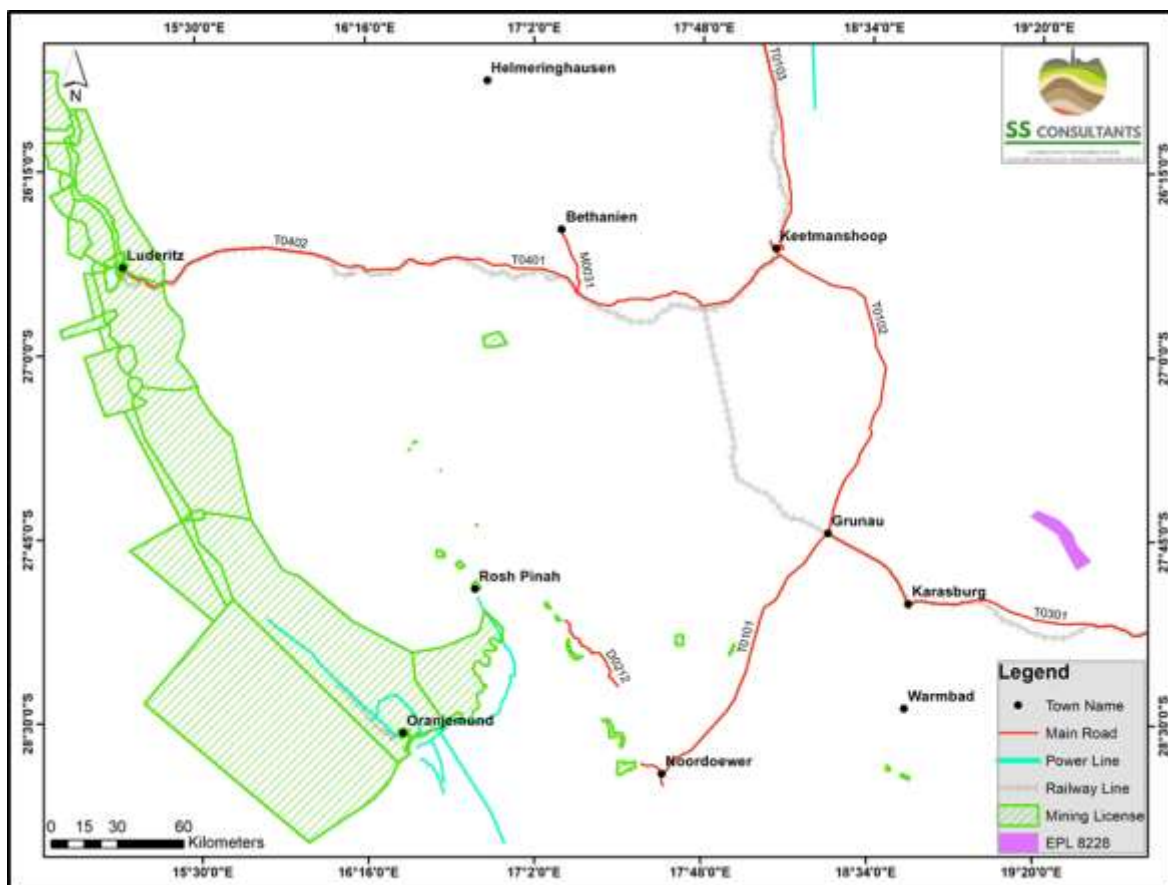 15°30'0"E 16°16'0"E 17°2'0"E 17°48'0"E 18°34'0"E 19°20'0"E
N
Helmeringhausen
T0103
SS CONSULTANTS
26°15'0"S
26°15'0"S
Bethanien
Keetmanshoop
T0402
Luderitz
T0401
M0031
T0102
27°0'0"S
27°0'0"S
Grunau
27°45'0"S
27°45'0"S
Rosh Pinah
Karasburg
T0301
T0101
D0212
Warmbad
Oranjemund
28°30'0"S
28°30'0"S
Noordoewer
Legend
Town Name
Main Road
Power Line
Railway Line
Mining License
EPL 8228
0 15 30 60
Kilometers
15°30'0"E 16°16'0"E 17°2'0"E 17°48'0"E 18°34'0"E 19°20'0"E